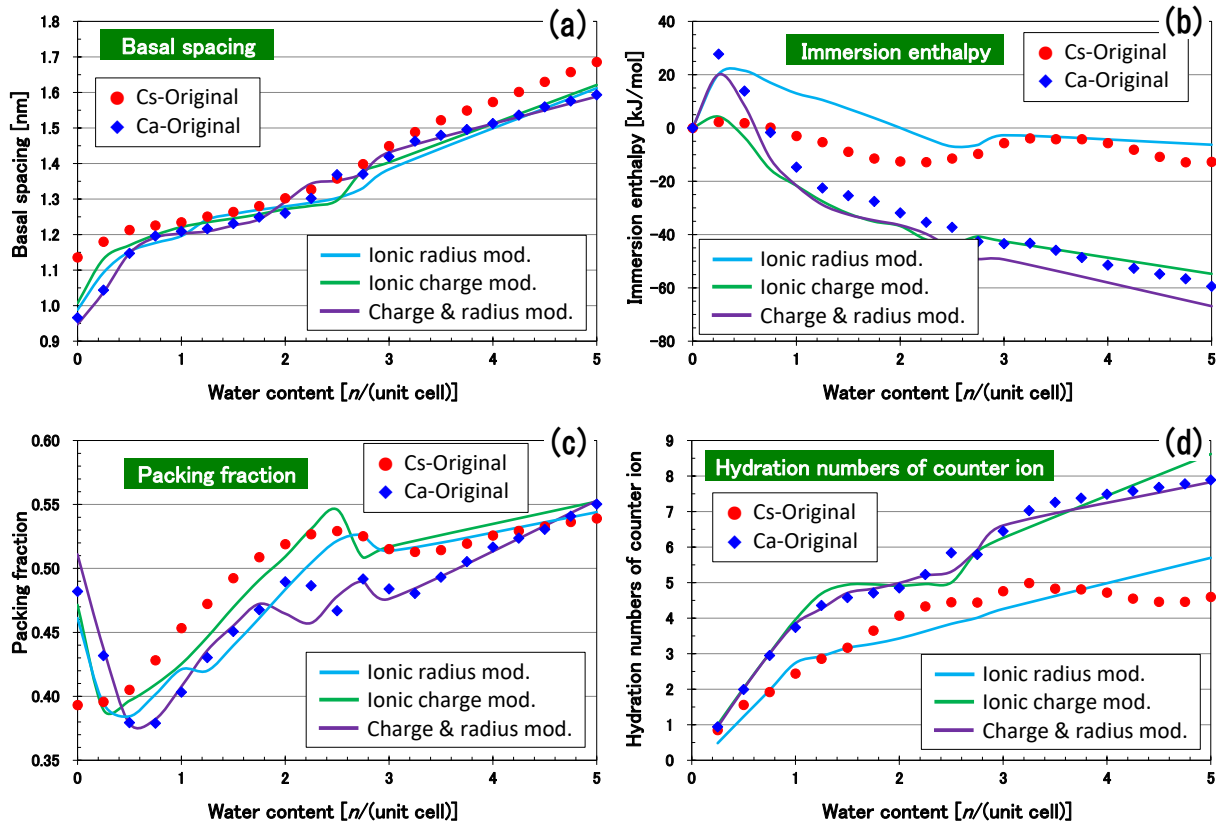 (a)
Basal spacing
Cs-Original
Ca-Original
Ionic radius mod.
Ionic charge mod.
Charge & radius mod.
Basal spacing [nm]
1.8
1.7
1.6
1.5
1.4
1.3
1.2
1.1
1.0
0.9
0 1 2 3 4 5
Water content [n/(unit cell)]
(b)
Immersion enthalpy
Cs-Original
Ca-Original
Ionic radius mod.
Ionic charge mod.
Charge & radius mod.
Immersion enthalpy [kJ/mol]
40
20
0
-20
-40
-60
-80
0 1 2 3 4 5
Water content [n/(unit cell)]
(c)
Packing fraction
Cs-Original
Ca-Original
Ionic radius mod.
Ionic charge mod.
Charge & radius mod.
Packing fraction
0.60
0.55
0.50
0.45
0.40
0.35
0 1 2 3 4 5
Water content [n/(unit cell)]
(d)
Hydration numbers of counter ion
Cs-Original
Ca-Original
Ionic radius mod.
Ionic charge mod.
Charge & radius mod.
Hydration numbers of counter ion
9
8
7
6
5
4
3
2
1
0
0 1 2 3 4 5
Water content [n/(unit cell)]